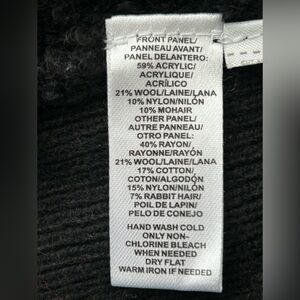 FRONT PANEL/
PANNEAU AVANT/
PANEL DELANTERO:
59% ACRYLIC/
ACRYLIQUE/
ACRÍLICO
21% WOOL/LAINE/LANA
10% NYLON/NILÓN
10% MOHAIR
OTHER PANEL/
AUTRE PANNEAU/
OTRO PANEL:
40% RAYON/
RAYONNE/RAYÓN
21% WOOL/LAINE/LANA
17% COTTON/
COTON/ALGODÓN
15% NYLON/NILÓN
7% RABBIT HAIR/
POIL DE LAPIN/
PELO DE CONEJO
HAND WASH COLD
ONLY NON-
CHLORINE BLEACH
WHEN NEEDED
DRY FLAT
WARM IRON IF NEEDED